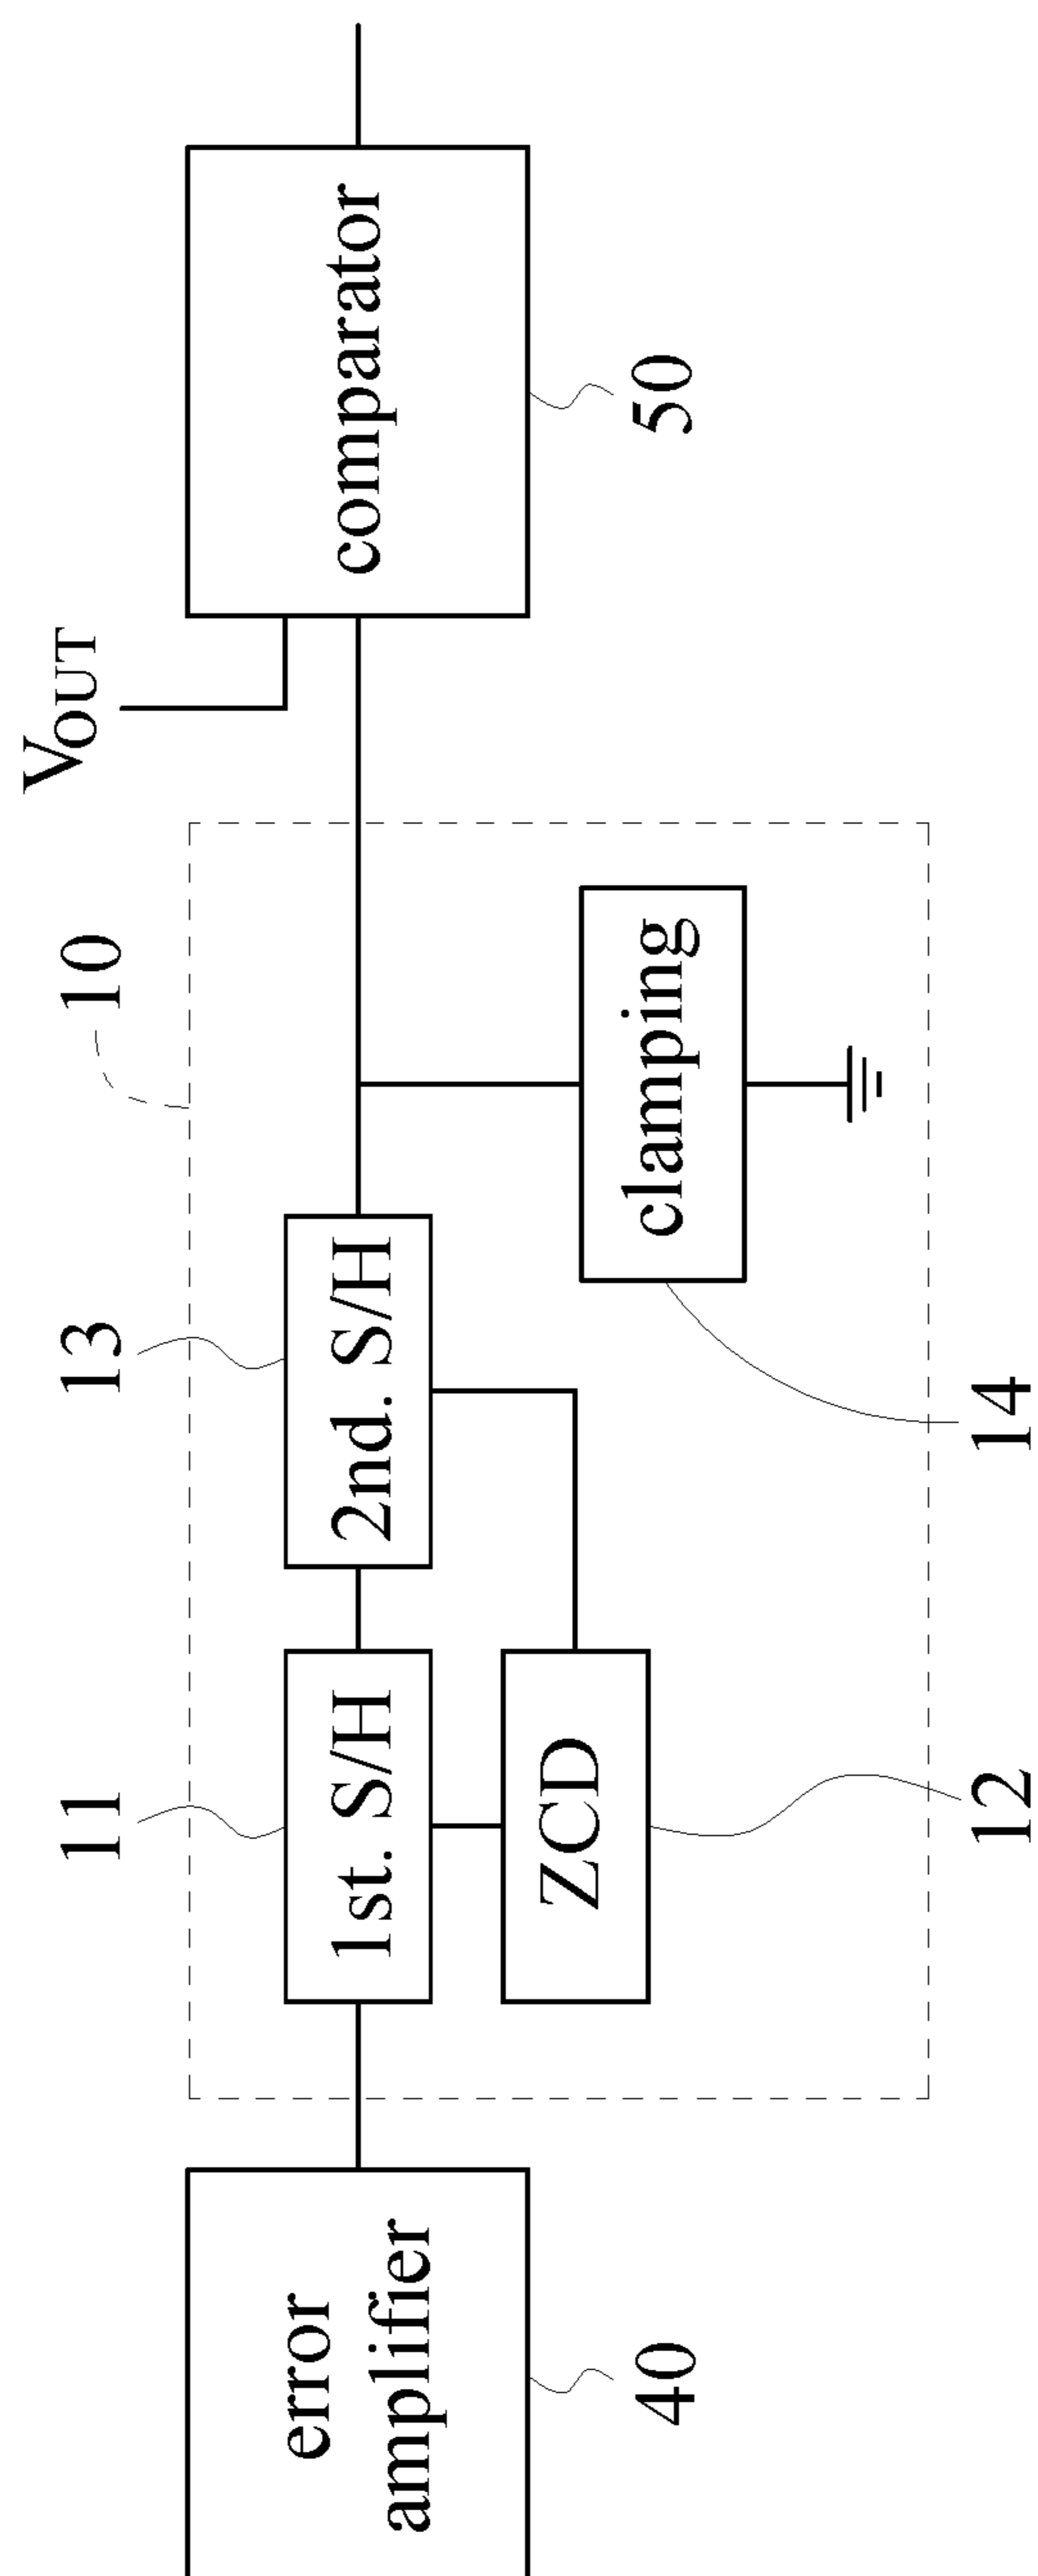 error
amplifier
40
11
1st. S/H
ZCD
12
13
2nd. S/H
10
clamping
14
VOUT
comparator
50